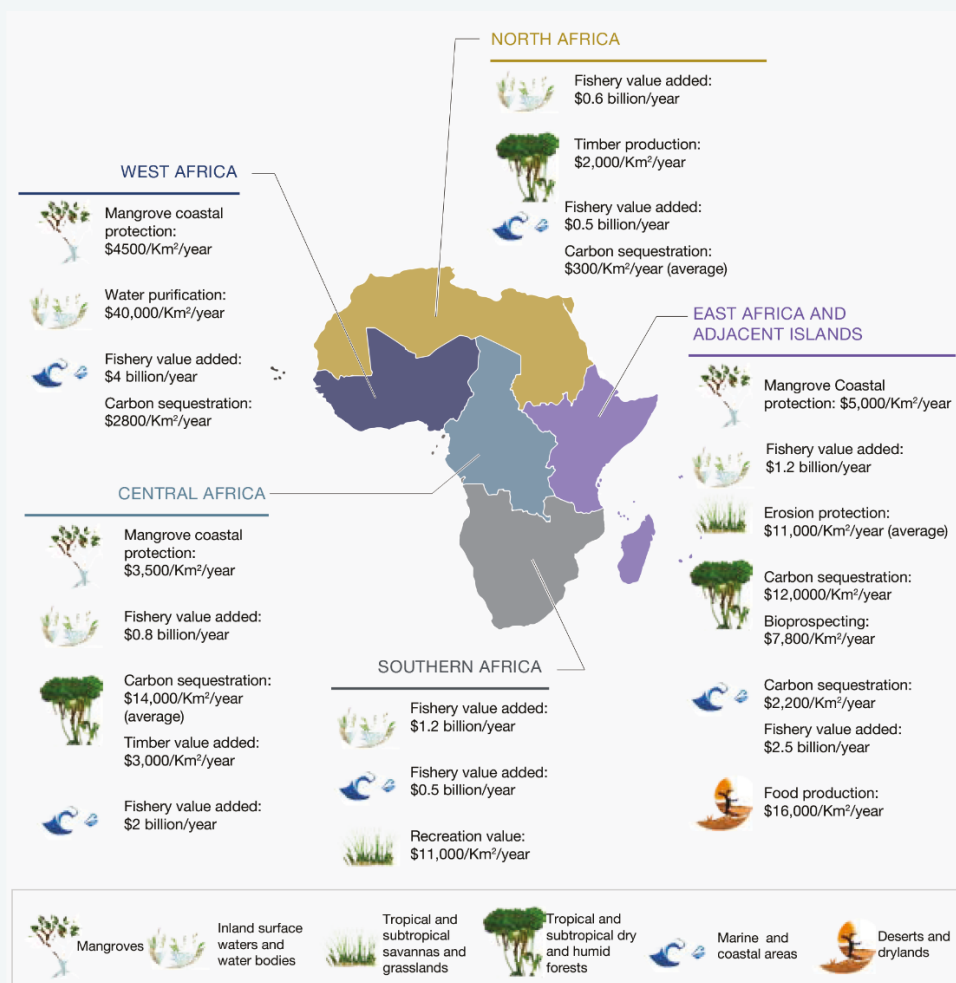 NORTH AFRICA
Fishery value added:
$0.6 billion/year
Timber production:
$2,000/Km²/year
Fishery value added:
$0.5 billion/year
Carbon sequestration:
$300/Km²/year (average)
WEST AFRICA
Mangrove coastal
protection:
$4500/Km²/year
Water purification:
$40,000/Km²/year
Fishery value added:
$4 billion/year
Carbon sequestration:
$2800/Km²/year
EAST AFRICA AND
ADJACENT ISLANDS
Mangrove Coastal
protection: $5,000/Km²/year
Fishery value added:
$1.2 billion/year
Erosion protection:
$11,000/Km²/year (average)
Carbon sequestration:
$12,0000/Km²/year
Bioprospecting:
$7,800/Km²/year
Carbon sequestration:
$2,200/Km²/year
Fishery value added:
$2.5 billion/year
Food production:
$16,000/Km²/year
CENTRAL AFRICA
Mangrove coastal
protection:
$3,500/Km²/year
Fishery value added:
$0.8 billion/year
Carbon sequestration:
$14,000/Km²/year
(average)
Timber value added:
$3,000/Km²/year
Fishery value added:
$2 billion/year
SOUTHERN AFRICA
Fishery value added:
$1.2 billion/year
Fishery value added:
$0.5 billion/year
Recreation value:
$11,000/Km²/year
Mangroves
Inland surface
waters and
water bodies
Tropical and
subtropical
savannas and
grasslands
Tropical and
subtropical dry
and humid
forests
Marine and
coastal areas
Deserts and
drylands